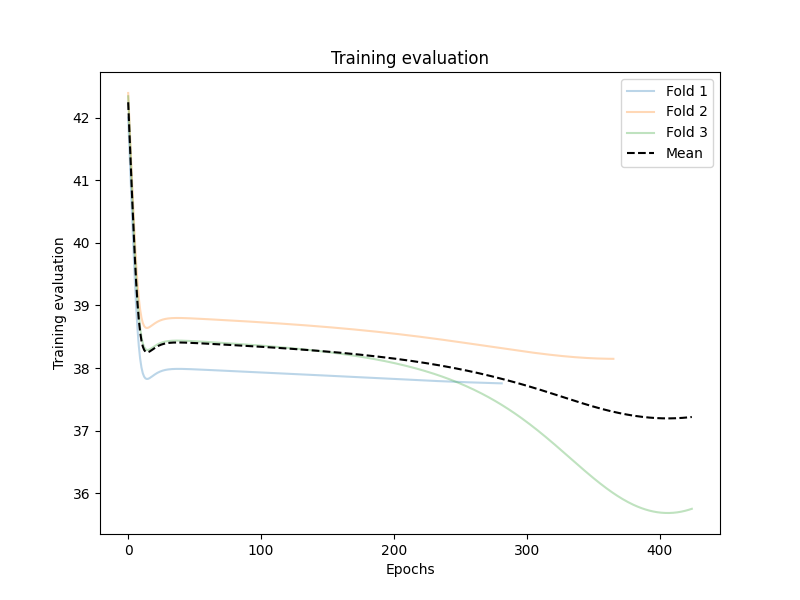 Training evaluation
Fold 1
Fold 2
Fold 3
Mean
Training evaluation
42
41
40
39
38
37
36
0
100
200
300
400
Epochs